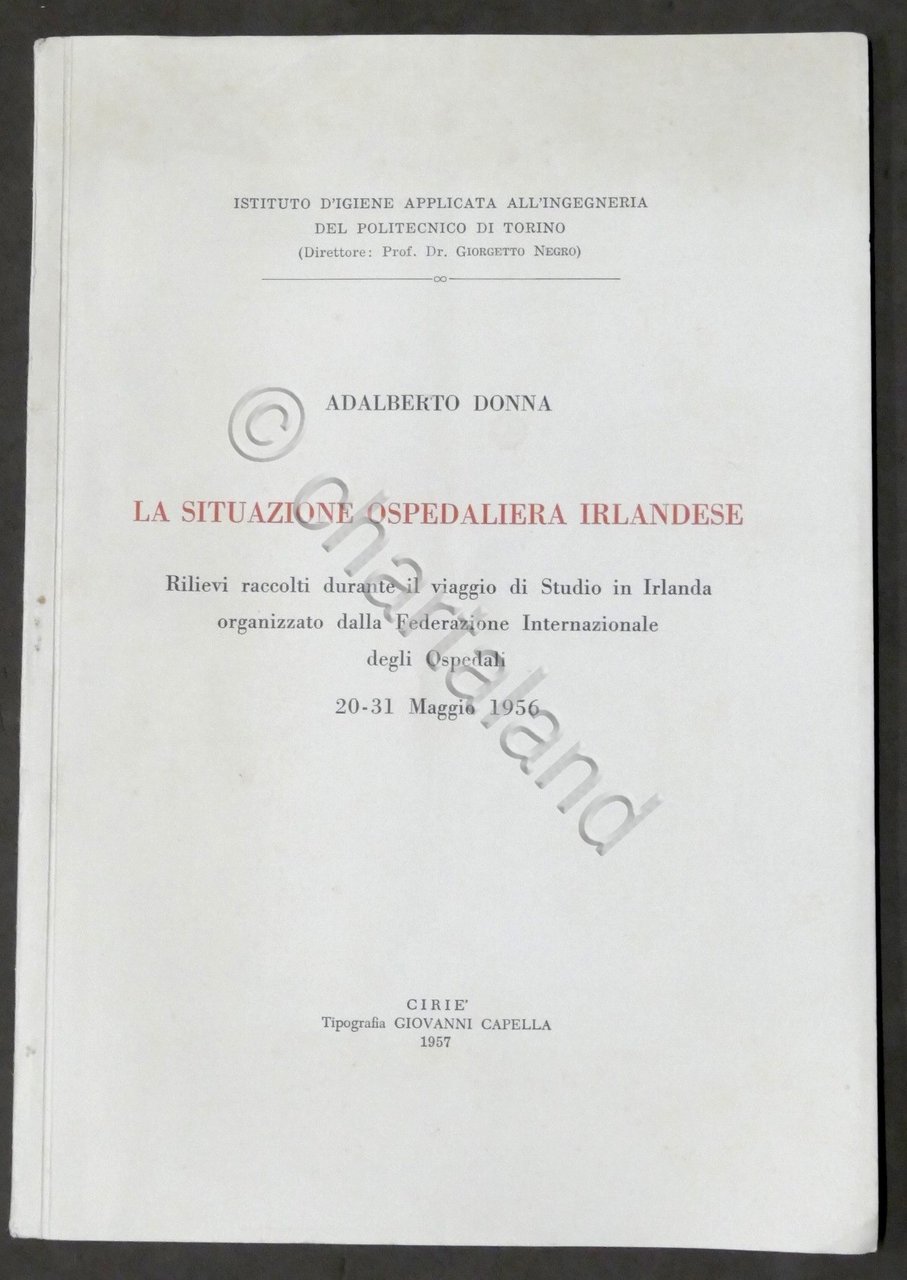 ISTITUTO D'IGIENE APPLICATA ALL'INGEGNERIA
DEL POLITECNICO DI TORINO
(Direttore: Prof. Dr. GIORGETTO NEGRO)
ADALBERTO DONNA
LA SITUAZIONE OSPEDALIERA IRLANDESE
Rilievi raccolti durante il viaggio di Studio in Irlanda
organizzato dalla Federazione Internazionale
degli Ospedali
20-31 Maggio 1956
CIRIE'
Tipografia GIOVANNI CAPELLA
1957
© chartaland